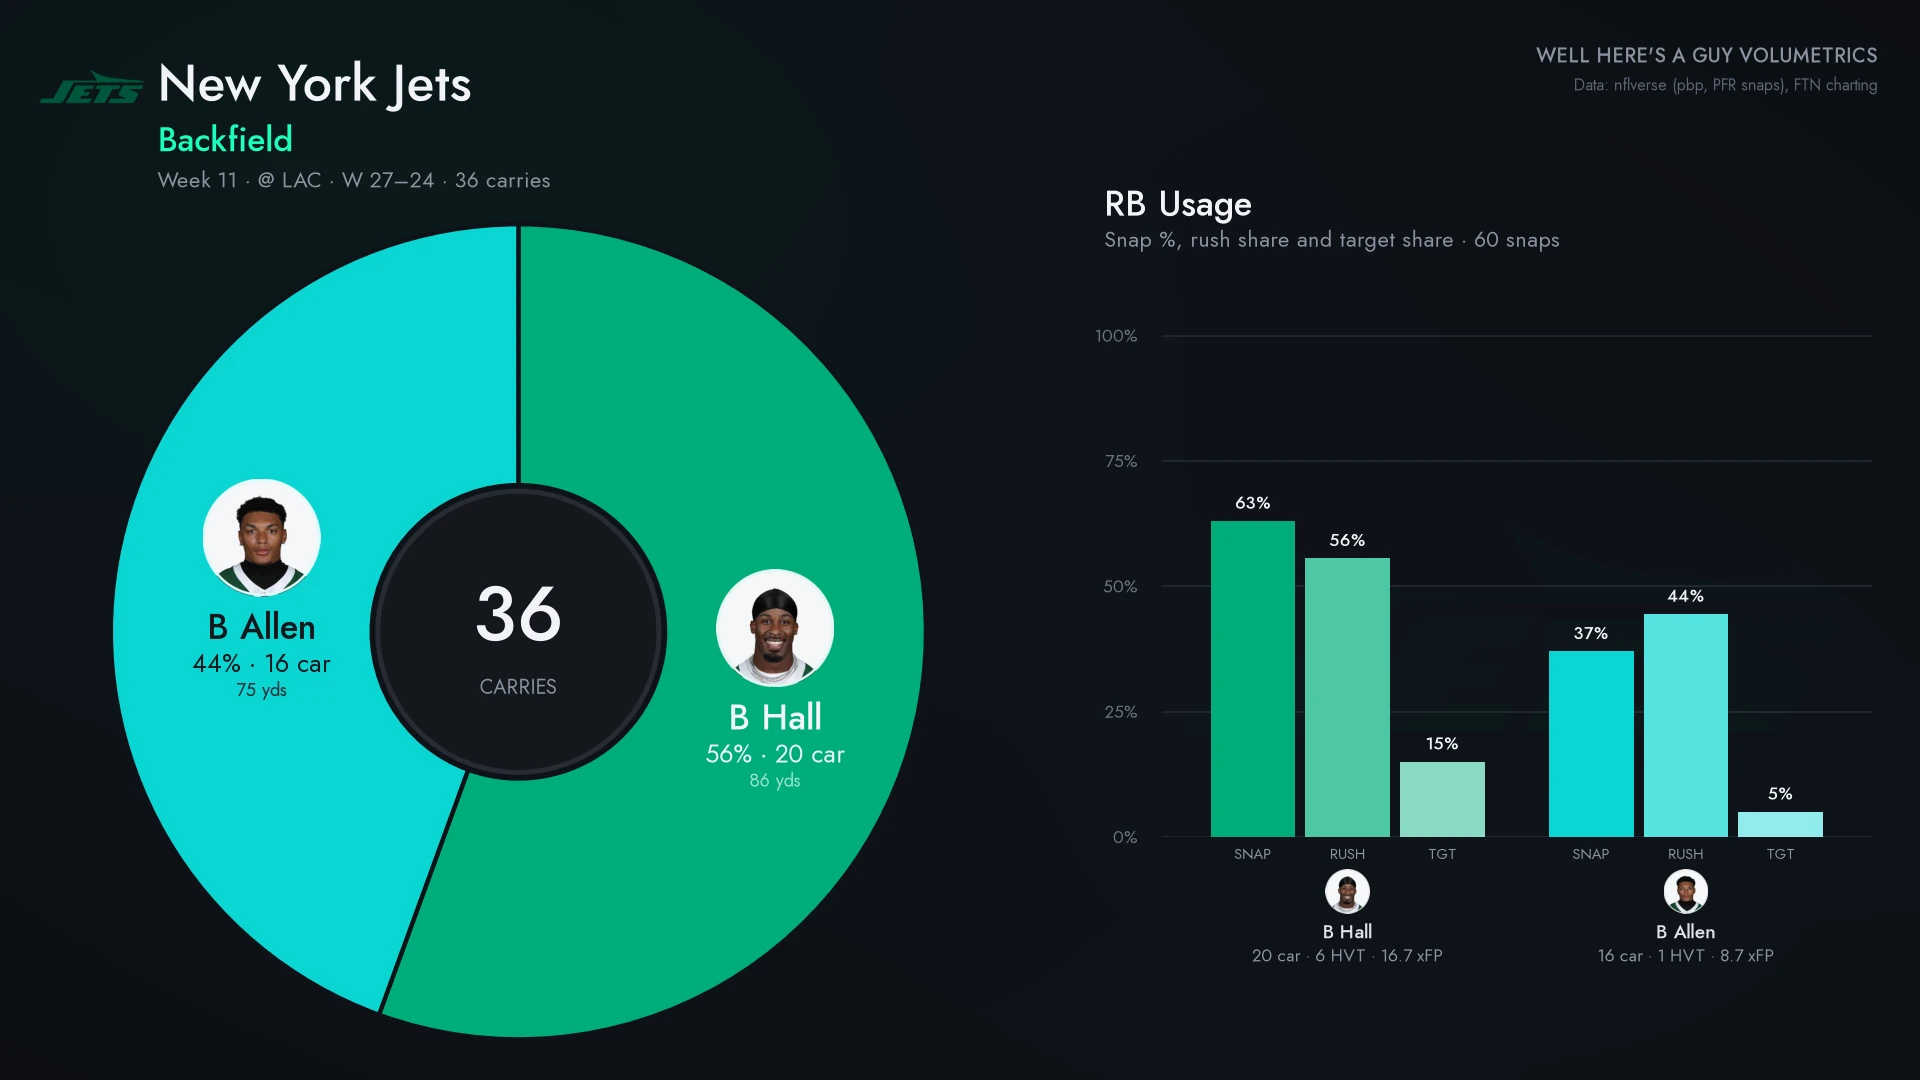 JETS
New York Jets
Backfield
Week 11 · @ LAC · W 27–24 · 36 carries
WELL HERE'S A GUY VOLUMETRICS
Data: nflverse (pbp, PFR snaps), FTN charting
B Allen
44% · 16 car
75 yds
36
CARRIES
B Hall
56% · 20 car
86 yds
RB Usage
Snap %, rush share and target share · 60 snaps
100%
75%
50%
25%
0%
63%
56%
15%
37%
44%
5%
SNAP RUSH TGT SNAP RUSH TGT
B Hall
20 car · 6 HVT · 16.7 xFP
B Allen
16 car · 1 HVT · 8.7 xFP